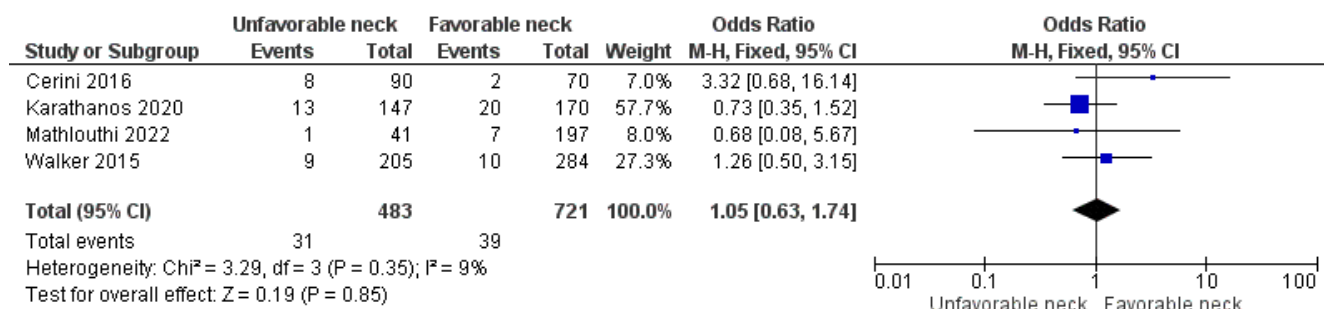 Unfavorable neck Favorable neck Odds Ratio Odds Ratio
Study or Subgroup Events Total Events Total Weight M-H, Fixed, 95% CI M-H, Fixed, 95% CI
Cerini 2016 8 90 2 70 7.0% 3.32 [0.68, 16.14]
Karathanos 2020 13 147 20 170 57.7% 0.73 [0.35, 1.52]
Mathlouthi 2022 1 41 7 197 8.0% 0.68 [0.08, 5.67]
Walker 2015 9 205 10 284 27.3% 1.26 [0.50, 3.15]
Total (95% CI) 483 721 100.0% 1.05 [0.63, 1.74]
Total events 31 39
Heterogeneity: Chi² = 3.29, df = 3 (P = 0.35); I² = 9%
Test for overall effect: Z = 0.19 (P = 0.85)
0.01 0.1 1 10 100
Unfavorable neck Favorable neck